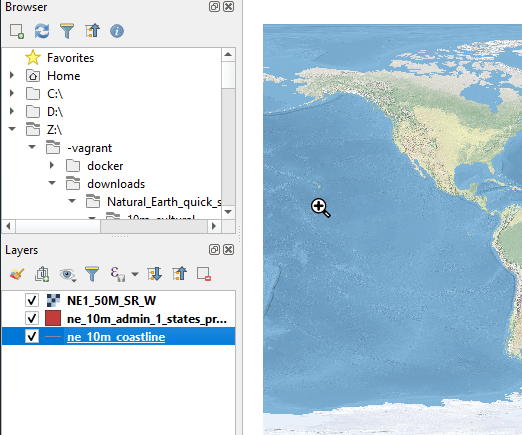 Browser
Favorites
Home
C:\
D:\
Z:\
-vagrant
docker
downloads
Natural_Earth_quick_s
10m_cultural
Layers
NE1_50M_SR_W
ne_10m_admin_1_states_pr...
ne_10m_coastline